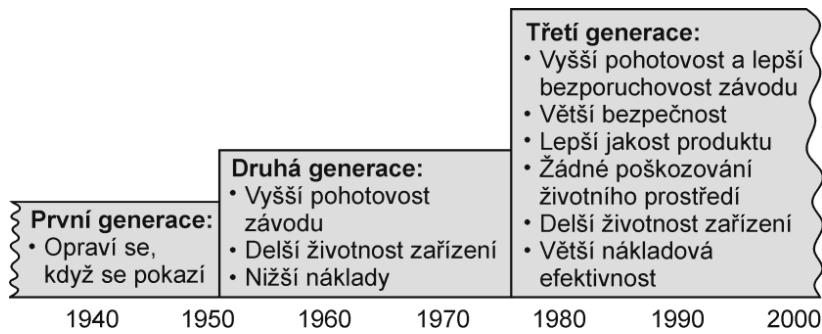 První generace:
• Opraví se,
když se pokazí
Druhá generace:
• Vyšší pohotovost
závodu
• Delší životnost zařízení
• Nižší náklady
Třetí generace:
• Vyšší pohotovost a lepší
bezporuchovost závodu
• Větší bezpečnost
• Lepší jakost produktu
• Žádné poškozování
životního prostředí
• Delší životnost zařízení
• Větší nákladová
efektivnost
1940 1950 1960 1970 1980 1990 2000